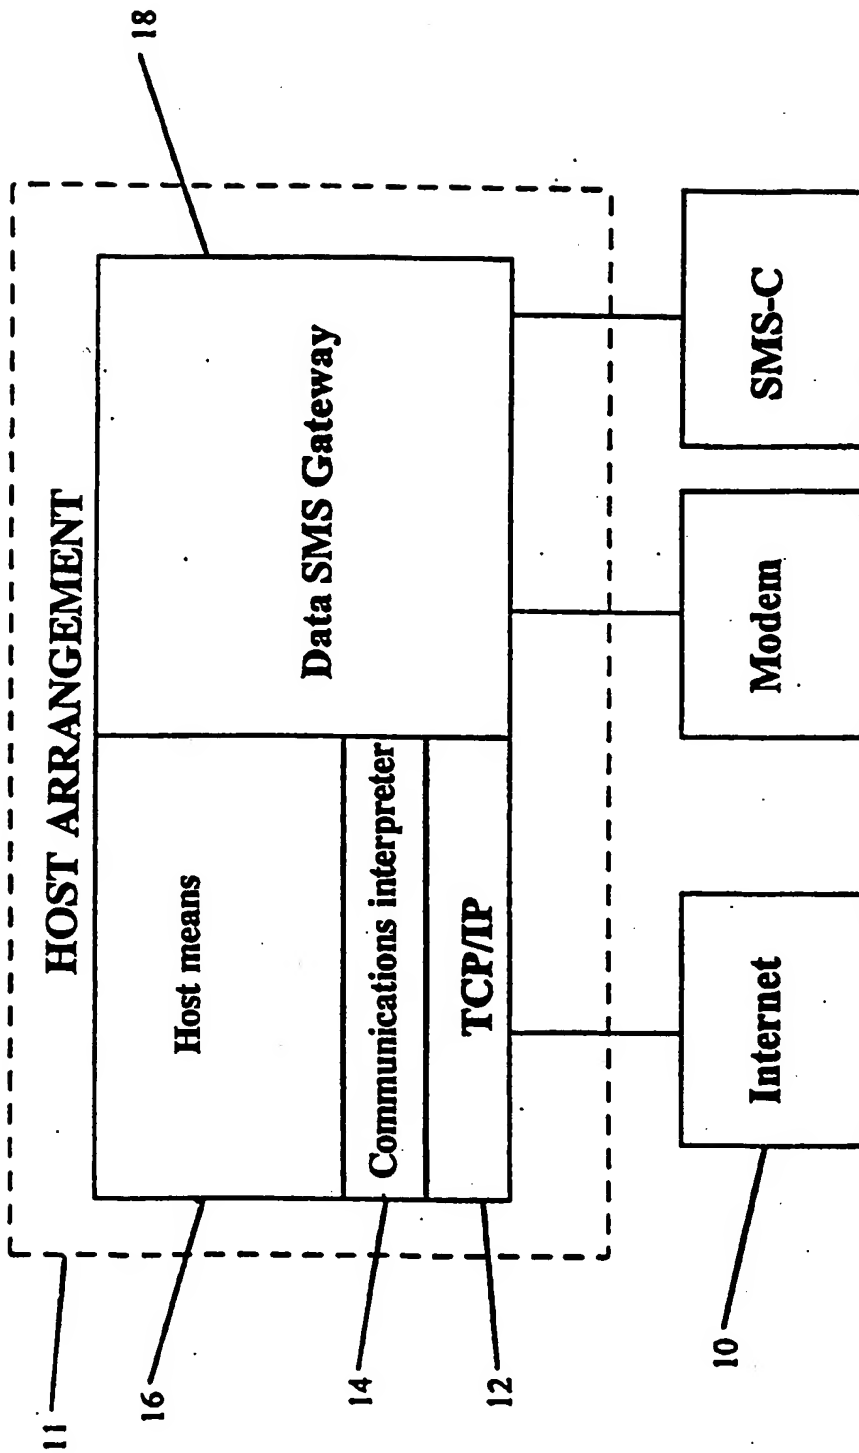 HOST ARRANGEMENT
Host means
Communications interpreter
TCP/IP
Data SMS Gateway
Internet
Modem
SMS-C
11
16
14
12
10
18